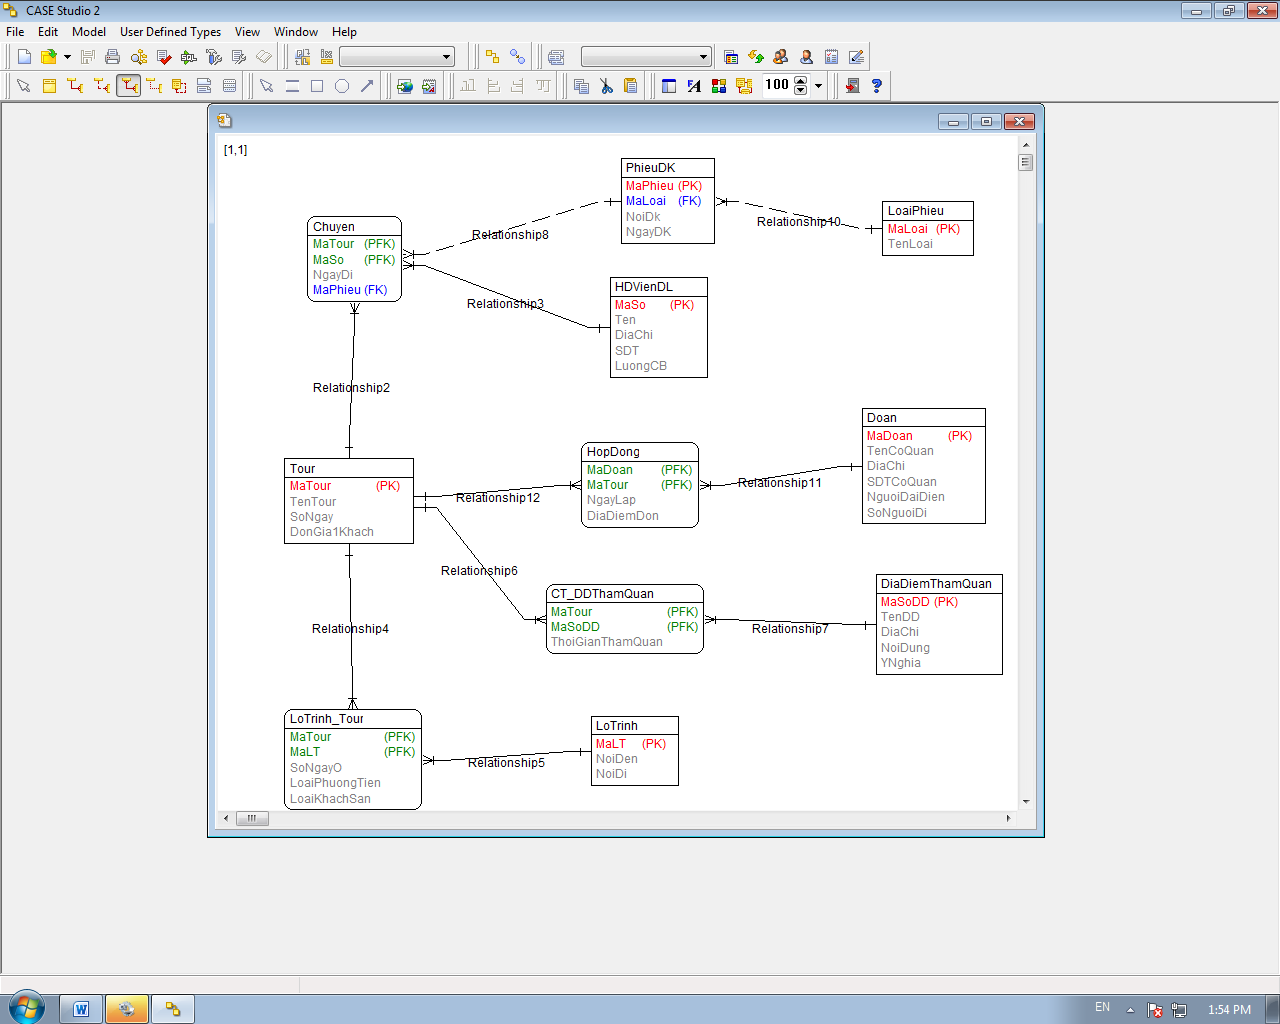 CASE Studio 2
File Edit Model User Defined Types View Window Help
SQL
100
[1,1]
PhieuDK
MaPhieu (PK)
MaLoai (FK)
NoiDk
NgayDK
LoaiPhieu
MaLoai (PK)
TenLoai
Relationship10
Relationship8
Chuyen
MaTour (PFK)
MaSo (PFK)
NgayDi
MaPhieu (FK)
HDVienDL
MaSo (PK)
Ten
DiaChi
SDT
LuongCB
Relationship3
Relationship2
Tour
MaTour (PK)
TenTour
SoNgay
DonGia1Khach
Relationship12
HopDong
MaDoan (PFK)
MaTour (PFK)
NgayLap
DiaDiemDon
Relationship11
Doan
MaDoan (PK)
TenCoQuan
DiaChi
SDTCoQuan
NguoiDaiDien
SoNguoiDi
Relationship6
CT_DDThamQuan
MaTour (PFK)
MaSoDD (PFK)
ThoiGianThamQuan
Relationship7
DiaDiemThamQuan
MaSoDD (PK)
TenDD
DiaChi
NoiDung
YNghia
Relationship4
LoTrinh_Tour
MaTour (PFK)
MaLT (PFK)
SoNgayO
LoaiPhuongTien
LoaiKhachSan
Relationship5
LoTrinh
MaLT (PK)
NoiDen
NoiDi
EN
1:54 PM